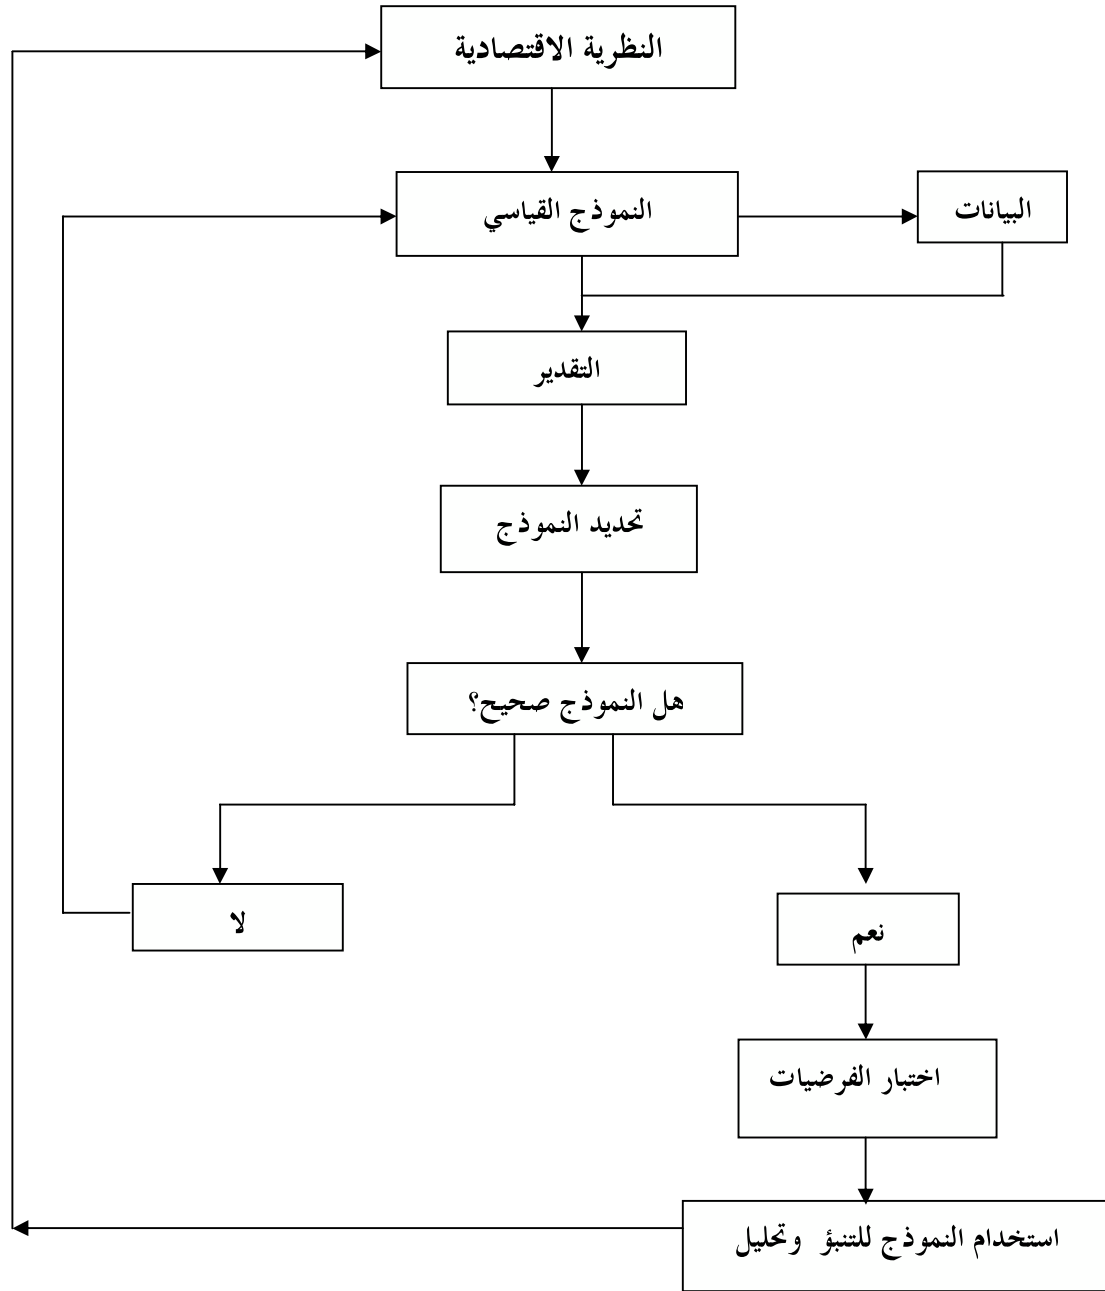 النظرية الاقتصادية
النموذج القياسي
البيانات
التقدير
تحديد النموذج
هل النموذج صحيح؟
لا
نعم
اختبار الفرضيات
استخدام النموذج للتنبؤ وتحليل